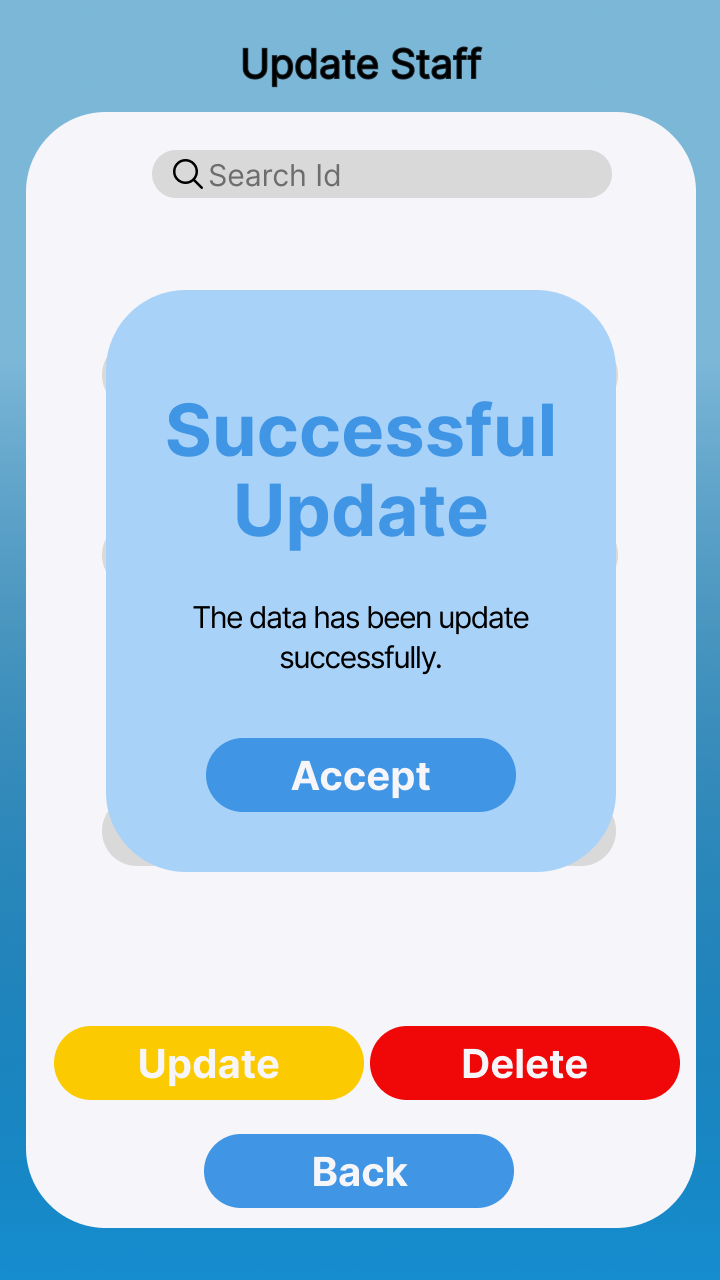 Update Staff
Search Id
Successful
Update
The data has been update
successfully.
Accept
Update
Delete
Back